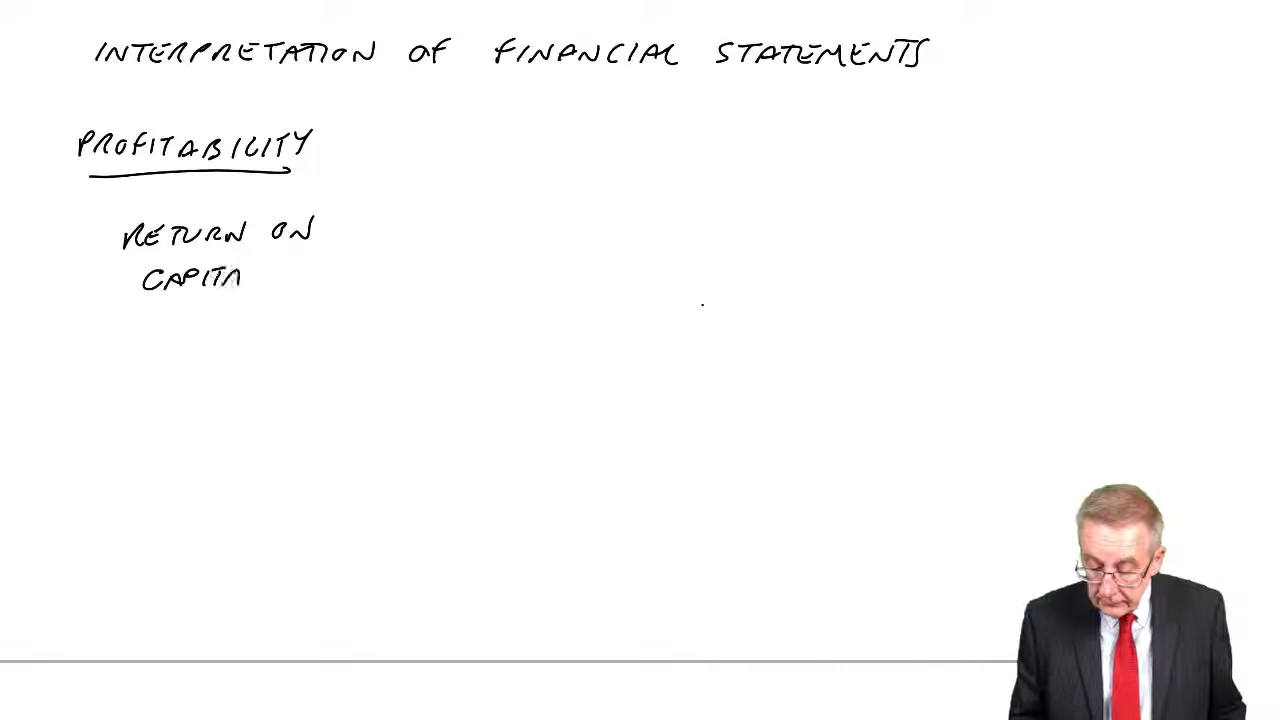 INTERPRETATION OF FINANCIAL STATEMENTS
PROFITABILITY
RETURN ON
CAPITA